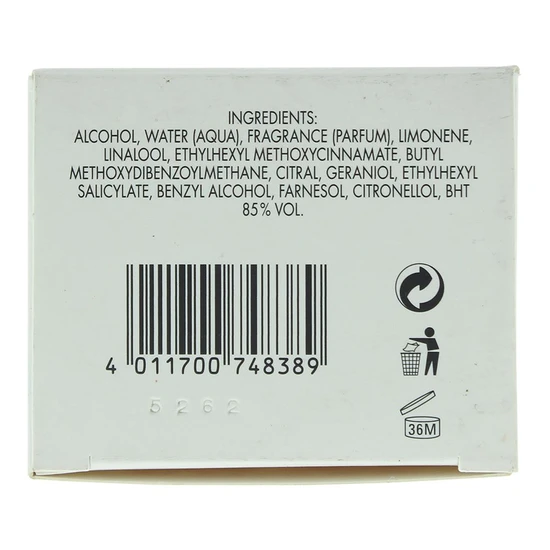 INGREDIENTS:
ALCOHOL, WATER (AQUA), FRAGRANCE (PARFUM), LIMONENE,
LINALOOL, ETHYLHEXYL METHOXYCINNAMATE, BUTYL
METHOXYDIBENZOYLMETHANE, CITRAL, GERANIOL, ETHYLHEXYL
SALICYLATE, BENZYL ALCOHOL, FARNESOL, CITRONELLOL, BHT
85% VOL.
4 011700 748389
5262
36M